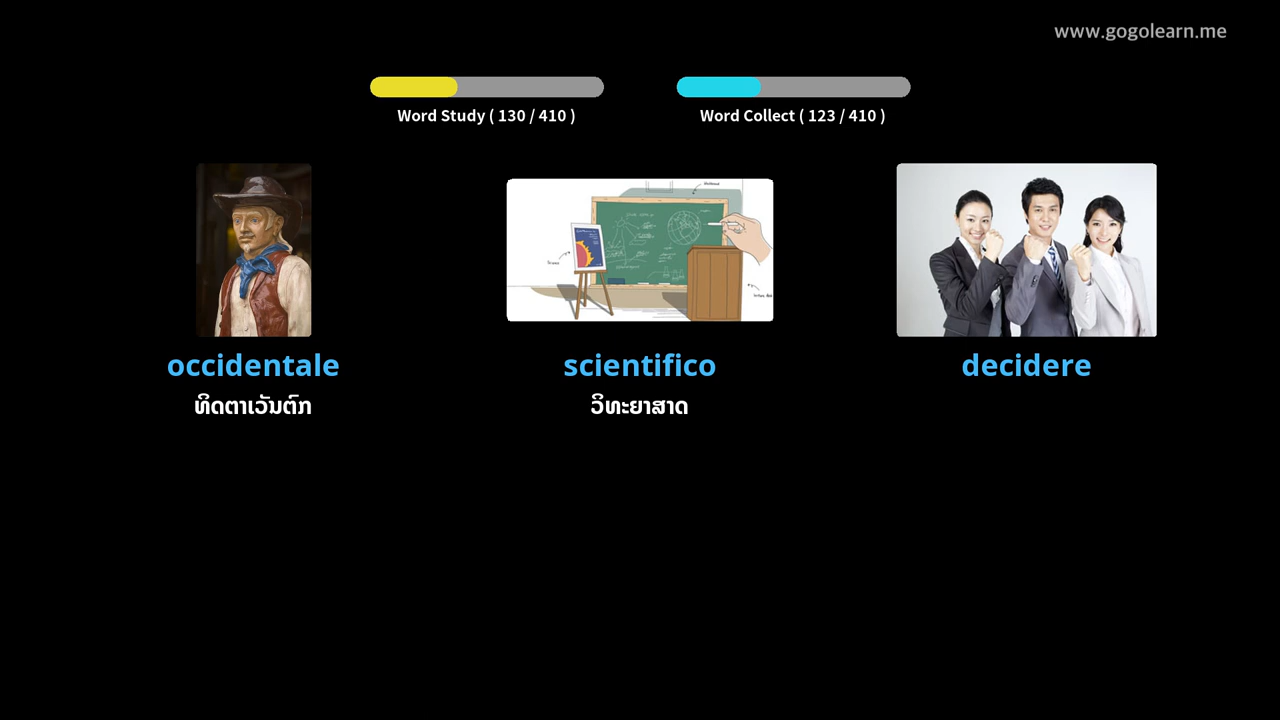 www.gogolearn.me
Word Study ( 130 / 410 )
Word Collect ( 123 / 410 )
occidentale
scientifico
decidere
ທິດຕາເວັນຕົກ
ວິທະຍາສາດ